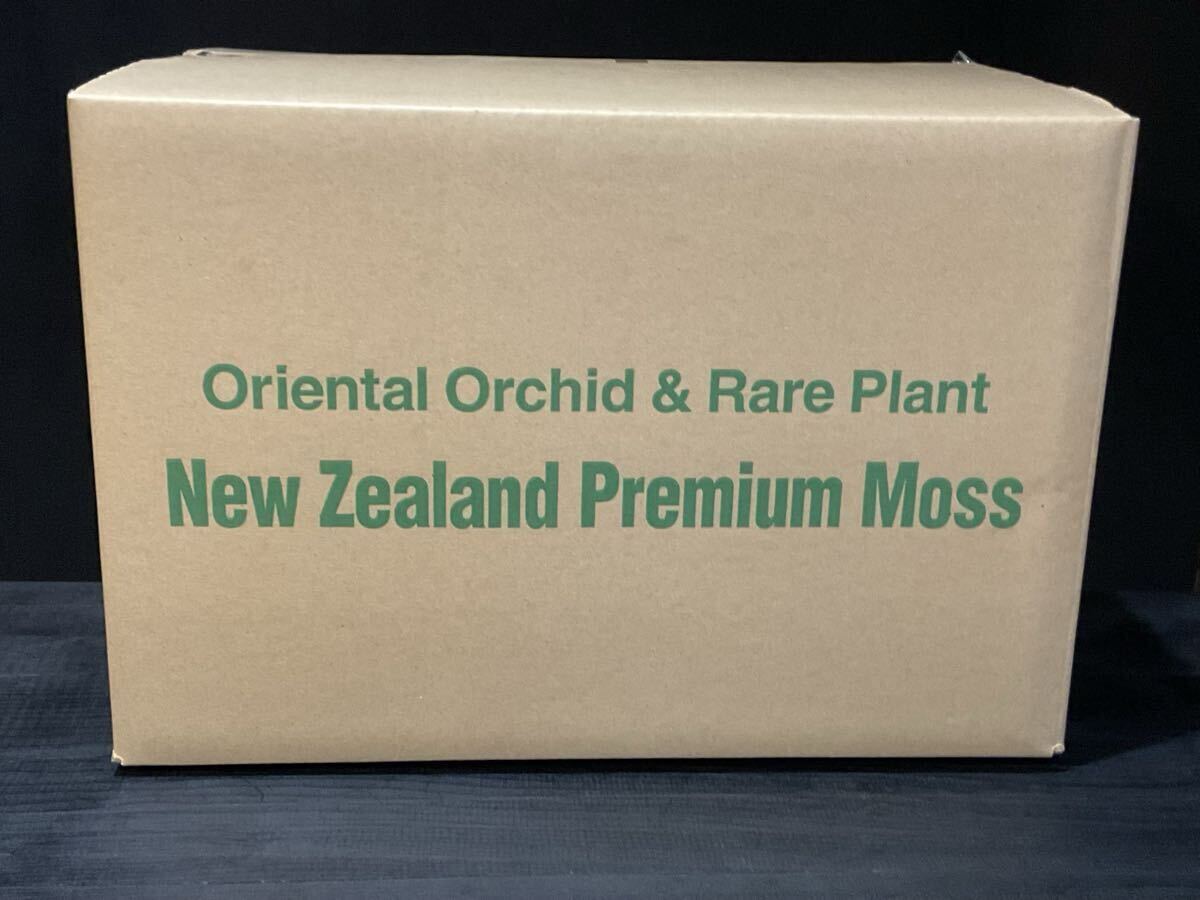 Oriental Orchid & Rare Plant
New Zealand Premium Moss